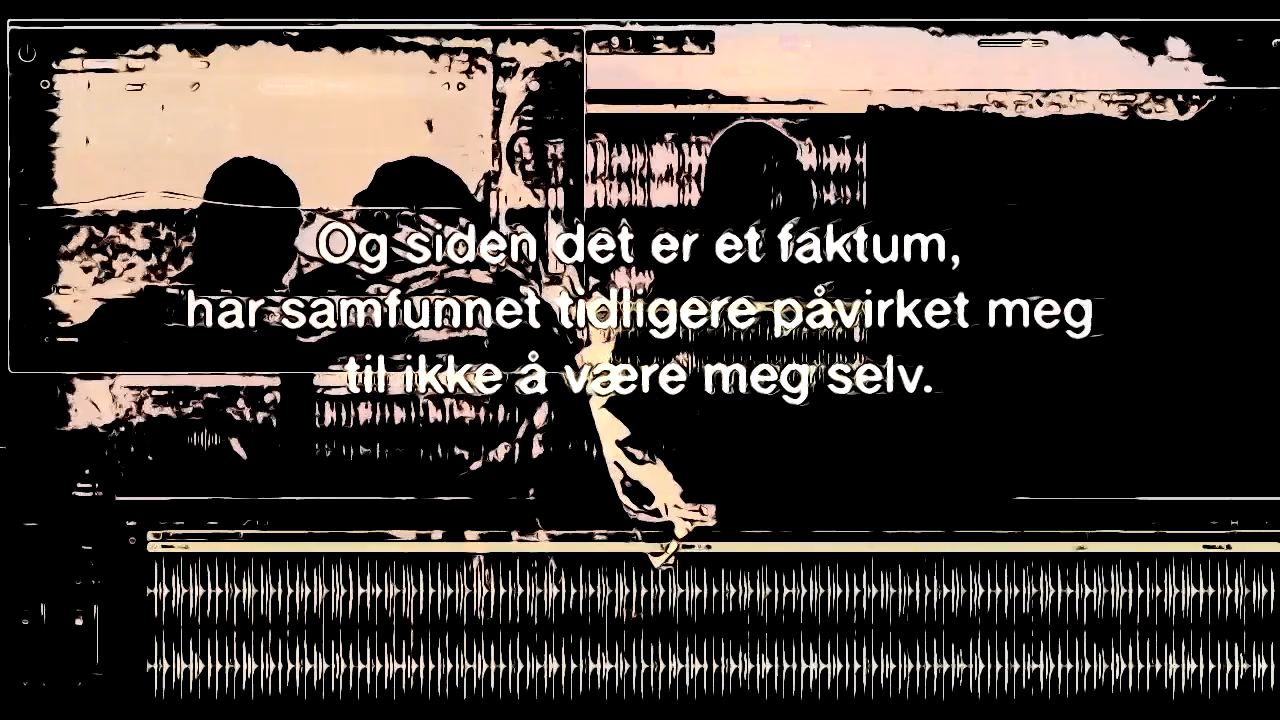 Og siden det er et faktum,
har samfunnet tidligere påvirket meg
til ikke å være meg selv.